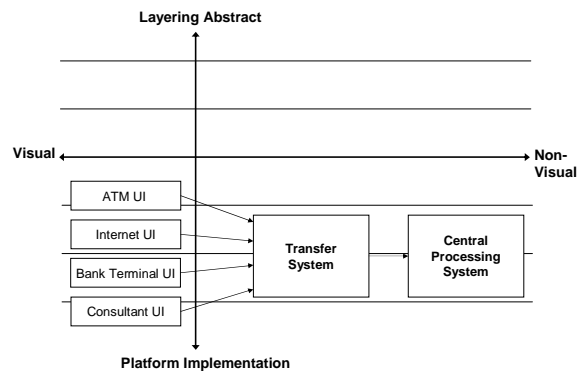 Layering Abstract
Visual
Non-
Visual
ATM UI
Internet UI
Bank Terminal UI
Consultant UI
Transfer
System
Central
Processing
System
Platform Implementation